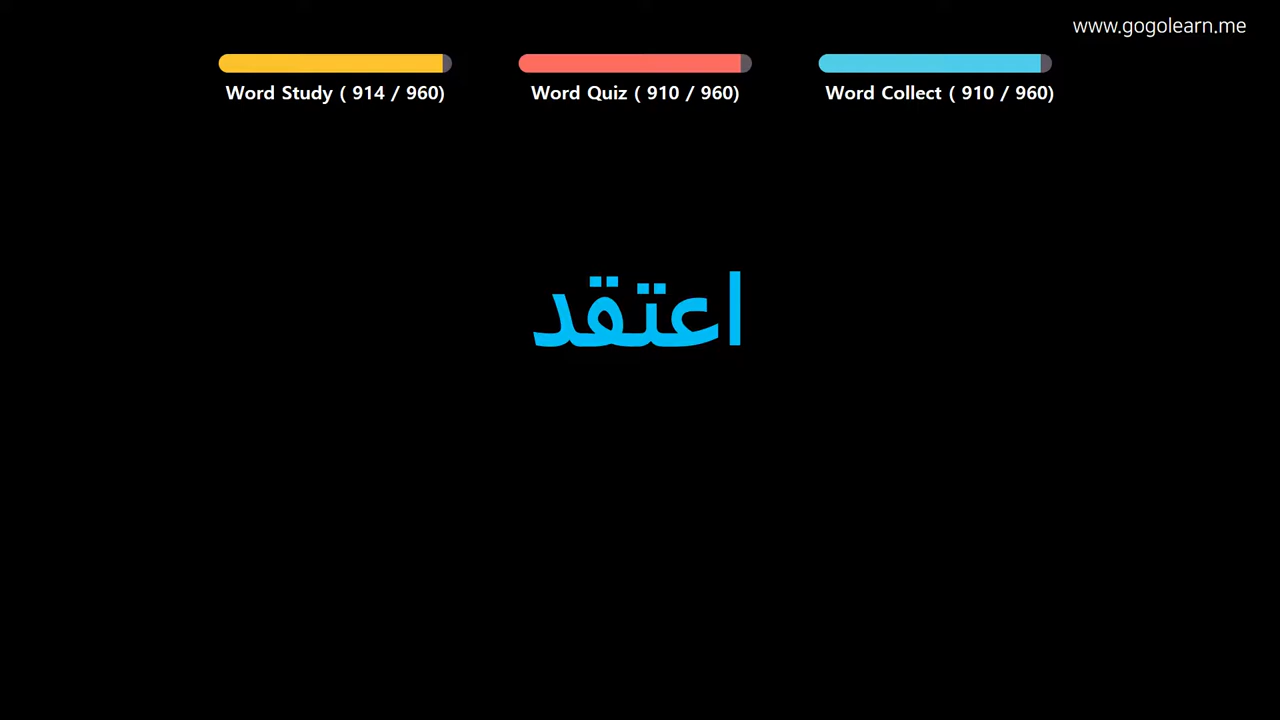 www.gogolearn.me
Word Study ( 914 / 960)
Word Quiz ( 910 / 960)
Word Collect ( 910 / 960)
اعتقد